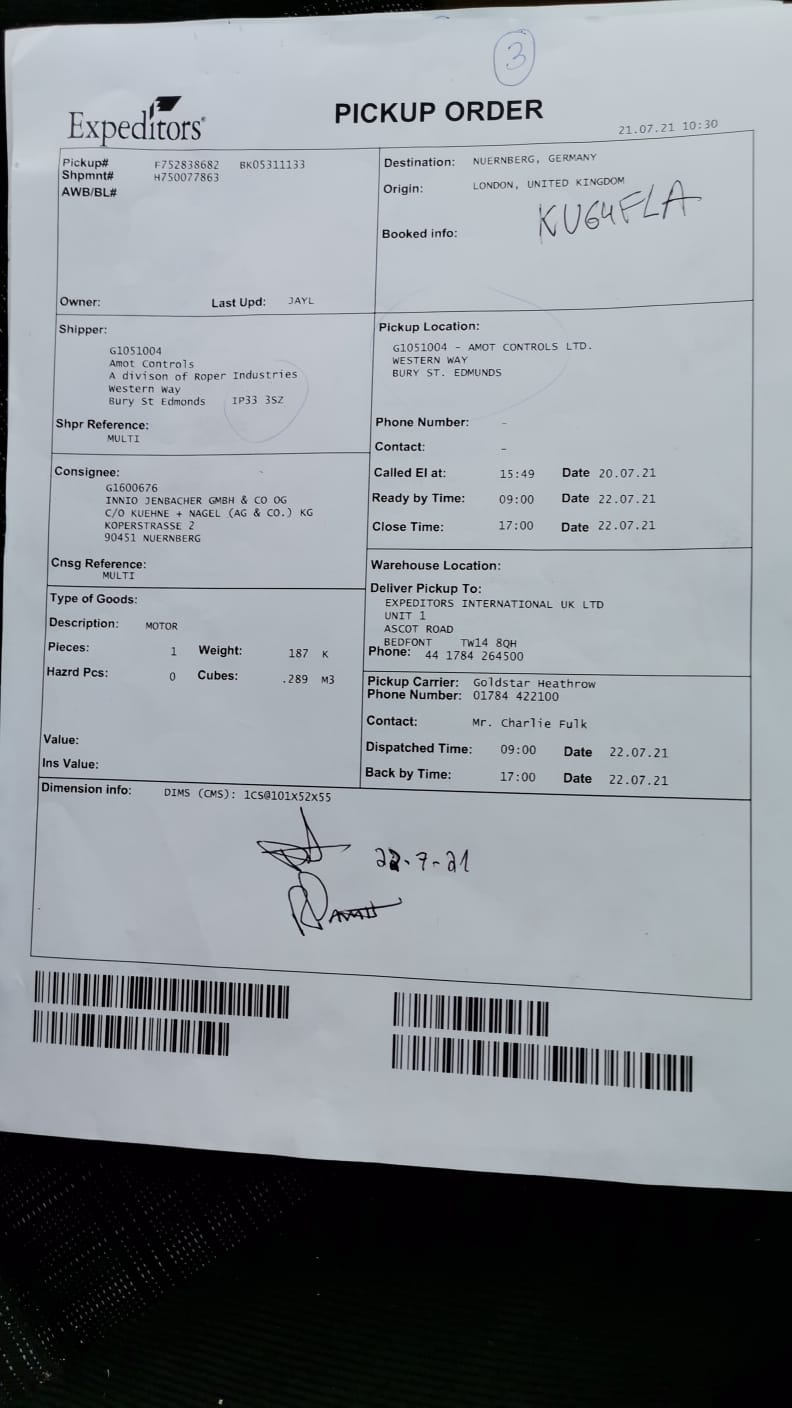 3
Expeditors
PICKUP ORDER
21.07.21 10:30
Pickup# F752838682 BK05311133
Shpmnt# H750077863
AWB/BL#
Owner: Last Upd: JAYL
Destination: NUERNBERG, GERMANY
Origin: LONDON, UNITED KINGDOM
KU64FLA
Booked info:
Shipper:
G1051004
Amot Controls
A divison of Roper Industries
Western Way
Bury St Edmonds IP33 3SZ
Shpr Reference:
MULTI
Pickup Location:
G1051004 - AMOT CONTROLS LTD.
WESTERN WAY
BURY ST. EDMUNDS
Phone Number: -
Contact: -
Called EI at: 15:49 Date 20.07.21
Ready by Time: 09:00 Date 22.07.21
Close Time: 17:00 Date 22.07.21
Consignee:
G1600676
INNIO JENBACHER GMBH & CO OG
C/O KUEHNE + NAGEL (AG & CO.) KG
KOPERSTRASSE 2
90451 NUERNBERG
Cnsg Reference:
MULTI
Warehouse Location:
Deliver Pickup To:
EXPEDITORS INTERNATIONAL UK LTD
UNIT 1
ASCOT ROAD
BEDFONT TW14 8QH
Phone: 44 1784 264500
Type of Goods:
Description: MOTOR
Pieces: 1 Weight: 187 K
Hazrd Pcs: 0 Cubes: .289 M3
Value:
Ins Value:
Pickup Carrier: Goldstar Heathrow
Phone Number: 01784 422100
Contact: Mr. Charlie Fulk
Dispatched Time: 09:00 Date 22.07.21
Back by Time: 17:00 Date 22.07.21
Dimension info: DIMS (CMS): 1CS@101X52X55
22-7-21